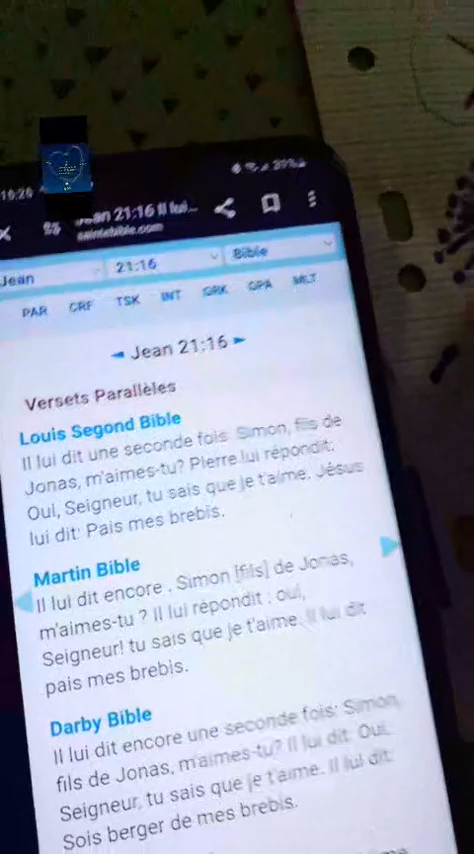 Jean 21:16 Il lui...
saintebible.com
Jean 21:16 Bible
PAR CRF TSK INT GRK MLT
◄ Jean 21:16 ►
Versets Parallèles
Louis Segond Bible
Il lui dit une seconde fois: Simon, fils de
Jonas, m'aimes-tu? Pierre lui répondit:
Oui, Seigneur, tu sais que je t'aime. Jésus
lui dit: Pais mes brebis.
Martin Bible
Il lui dit encore , Simon [fils] de Jonas,
m'aimes-tu ? Il lui répondit : oui,
Seigneur! tu sais que je t'aime. Il lui dit
pais mes brebis.
Darby Bible
Il lui dit encore une seconde fois: Simon,
fils de Jonas, m'aimes-tu? Il lui dit: Oui,
Seigneur, tu sais que je t'aime. Il lui dit:
Sois berger de mes brebis.